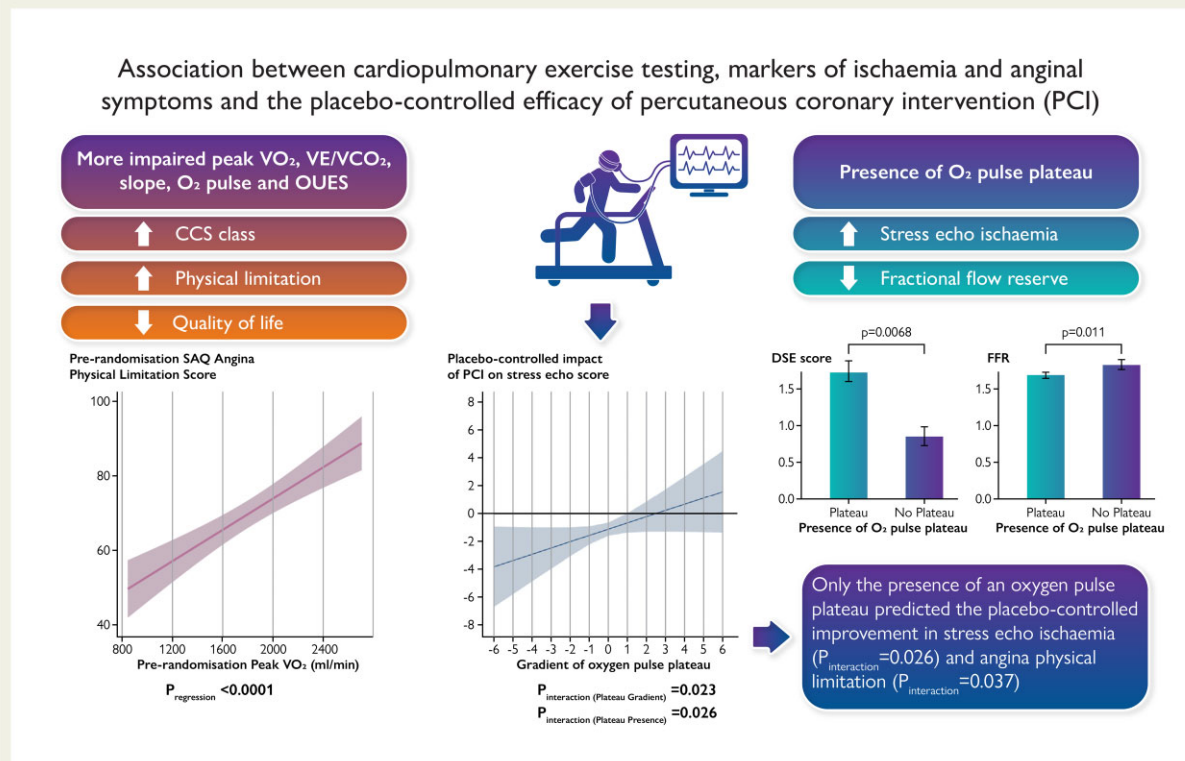 Association between cardiopulmonary exercise testing, markers of ischaemia and anginal
symptoms and the placebo-controlled efficacy of percutaneous coronary intervention (PCI)
More impaired peak VO₂, VE/VCO₂,
slope, O₂ pulse and OUES
CCS class
Physical limitation
Quality of life
Pre-randomisation SAQ Angina
Physical Limitation Score
100
80
60
40
800 1200 1600 2000 2400
Pre-randomisation Peak VO₂ (ml/min)
P regression <0.0001
Placebo-controlled impact
of PCI on stress echo score
8
6
4
2
0
-2
-4
-6
-8
-6 -5 -4 -3 -2 -1 0 1 2 3 4 5 6
Gradient of oxygen pulse plateau
P interaction (Plateau Gradient) =0.023
P interaction (Plateau Presence) =0.026
Presence of O₂ pulse plateau
Stress echo ischaemia
Fractional flow reserve
p=0.0068
DSE score
1.5
1.0
0.5
0.0
Plateau No Plateau
Presence of O₂ pulse plateau
p=0.011
FFR
1.5
1.0
0.5
0.0
Plateau No Plateau
Presence of O₂ pulse plateau
Only the presence of an oxygen pulse
plateau predicted the placebo-controlled
improvement in stress echo ischaemia
(P interaction =0.026) and angina physical
limitation (P interaction =0.037)